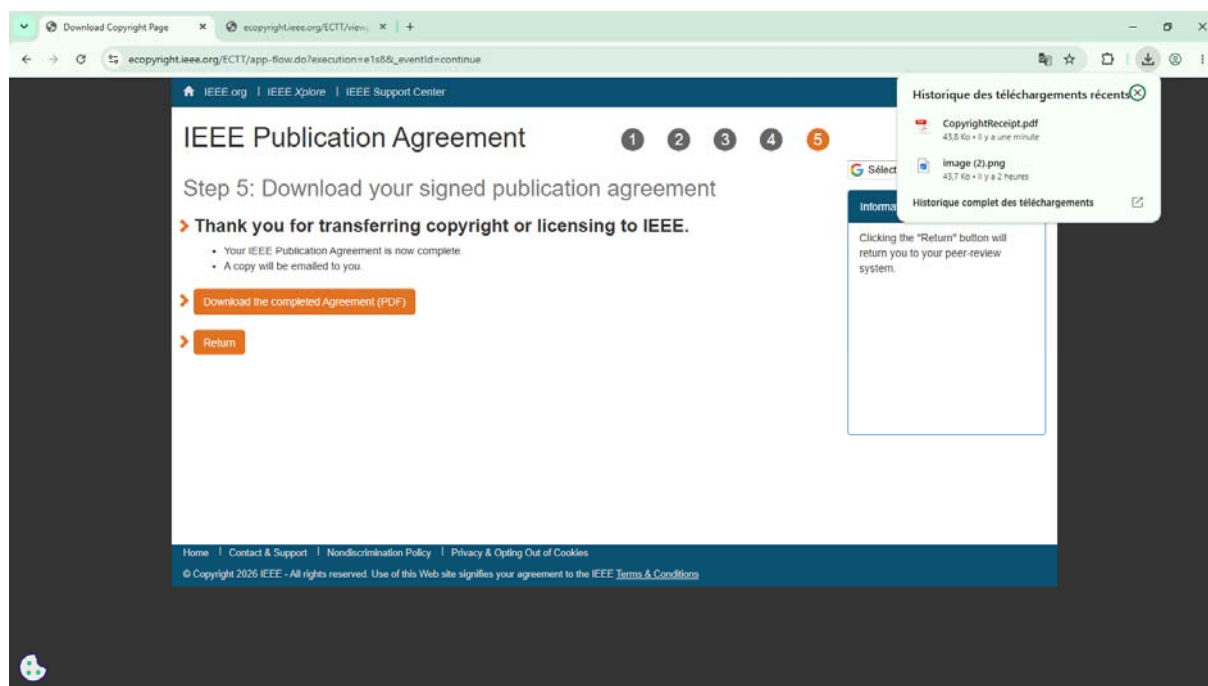 Download Copyright Page
ecopyright.ieee.org/ECTT/view
ecopyright.ieee.org/ECTT/app-flow.do?execution=e1s8&_eventId=continue
IEEE.org | IEEE Xplore | IEEE Support Center
IEEE Publication Agreement
1 2 3 4 5
Step 5: Download your signed publication agreement
Thank you for transferring copyright or licensing to IEEE.
• Your IEEE Publication Agreement is now complete.
• A copy will be emailed to you.
Download the completed Agreement (PDF)
Return
Historique des téléchargements récents
CopyrightReceipt.pdf
43,8 Ko • Il y a une minute
image (2).png
43,7 Ko • Il y a 2 heures
Historique complet des téléchargements
G Sélect
Informa
Clicking the "Return" button will
return you to your peer-review
system.
Home | Contact & Support | Nondiscrimination Policy | Privacy & Opting Out of Cookies
© Copyright 2026 IEEE - All rights reserved. Use of this Web site signifies your agreement to the IEEE Terms & Conditions